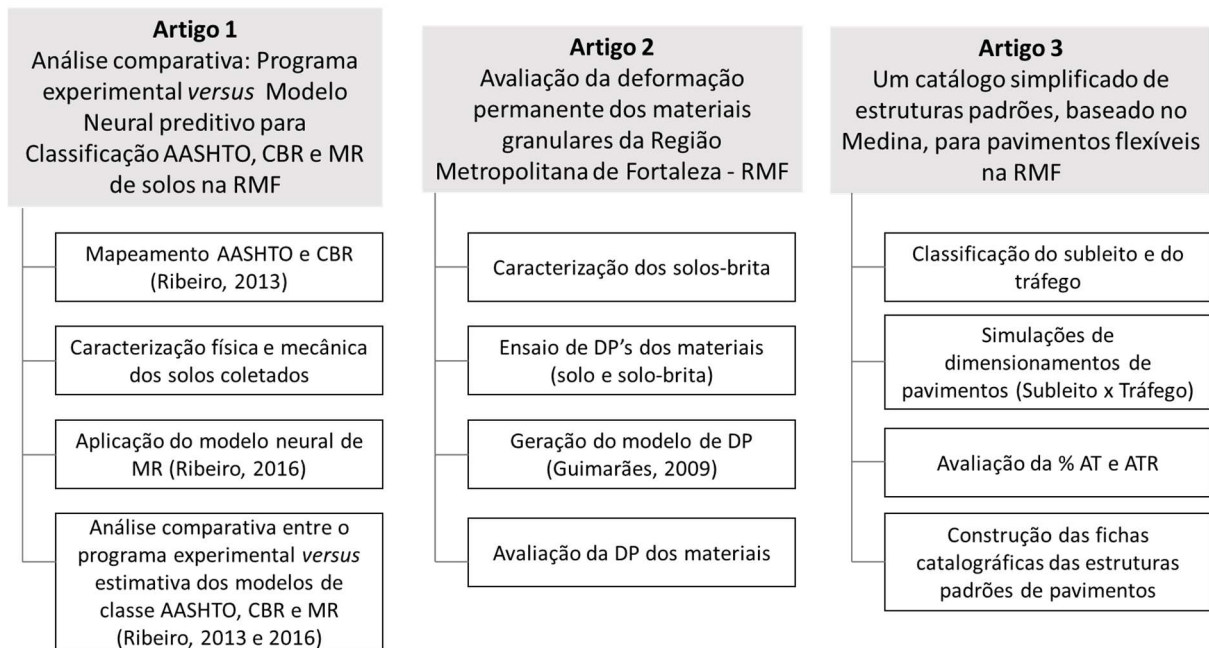 Artigo 1
Análise comparativa: Programa
experimental versus Modelo
Neural preditivo para
Classificação AASHTO, CBR e MR
de solos na RMF
Mapeamento AASHTO e CBR
(Ribeiro, 2013)
Caracterização física e mecânica
dos solos coletados
Aplicação do modelo neural de
MR (Ribeiro, 2016)
Análise comparativa entre o
programa experimental versus
estimativa dos modelos de
classe AASHTO, CBR e MR
(Ribeiro, 2013 e 2016)
Artigo 2
Avaliação da deformação
permanente dos materiais
granulares da Região
Metropolitana de Fortaleza - RMF
Caracterização dos solos-brita
Ensaio de DP's dos materiais
(solo e solo-brita)
Geração do modelo de DP
(Guimarães, 2009)
Avaliação da DP dos materiais
Artigo 3
Um catálogo simplificado de
estruturas padrões, baseado no
Medina, para pavimentos flexíveis
na RMF
Classificação do subleito e do
tráfego
Simulações de
dimensionamentos de
pavimentos (Subleito x Tráfego)
Avaliação da % AT e ATR
Construção das fichas
catalográficas das estruturas
padrões de pavimentos